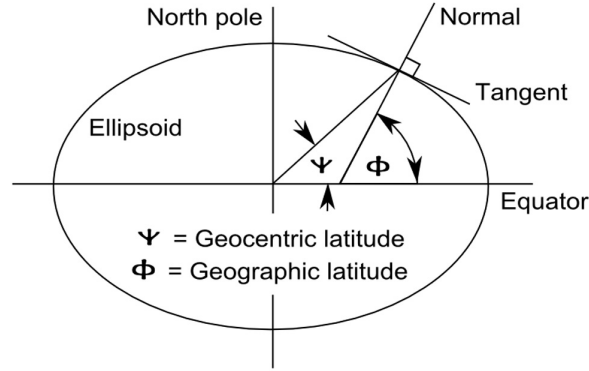 North pole
Normal
Tangent
Ellipsoid
Ψ
Φ
Equator
Ψ = Geocentric latitude
Φ = Geographic latitude